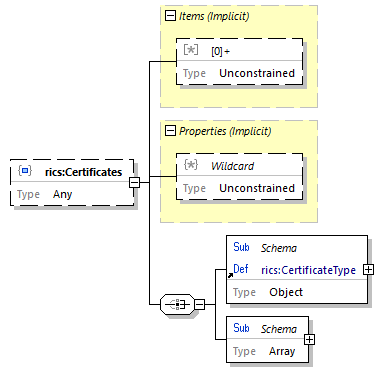 Items (Implicit)
[0]+
Type Unconstrained
Properties (Implicit)
Wildcard
Type Unconstrained
rics:Certificates
Type Any
Sub Schema
Def rics:CertificateType
Type Object
Sub Schema
Type Array